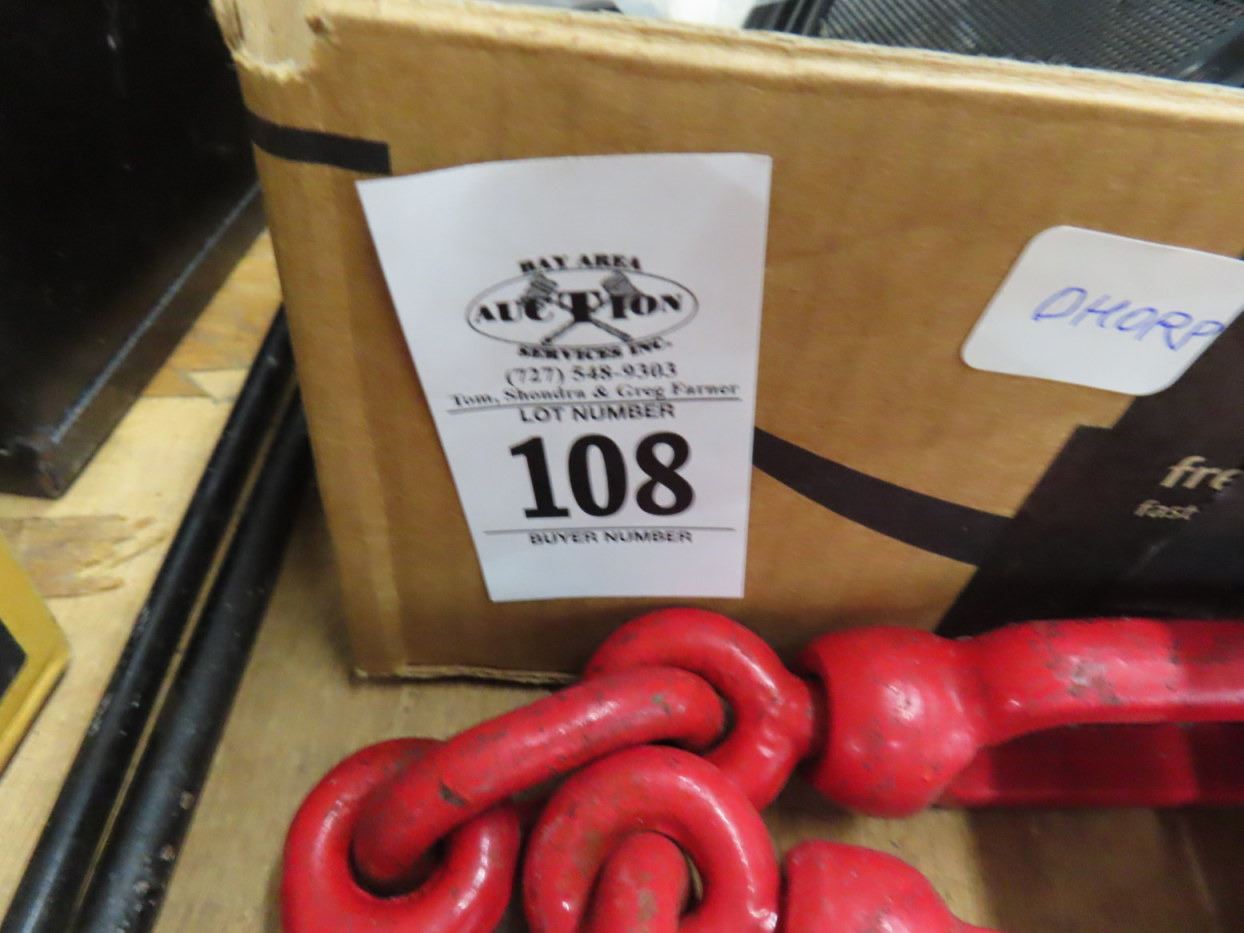 BAY AREA
AUCTION
SERVICES INC.
(727) 548-9303
Tom, Shondra & Greg Farner
LOT NUMBER
108
BUYER NUMBER
DHORP
fre
fast